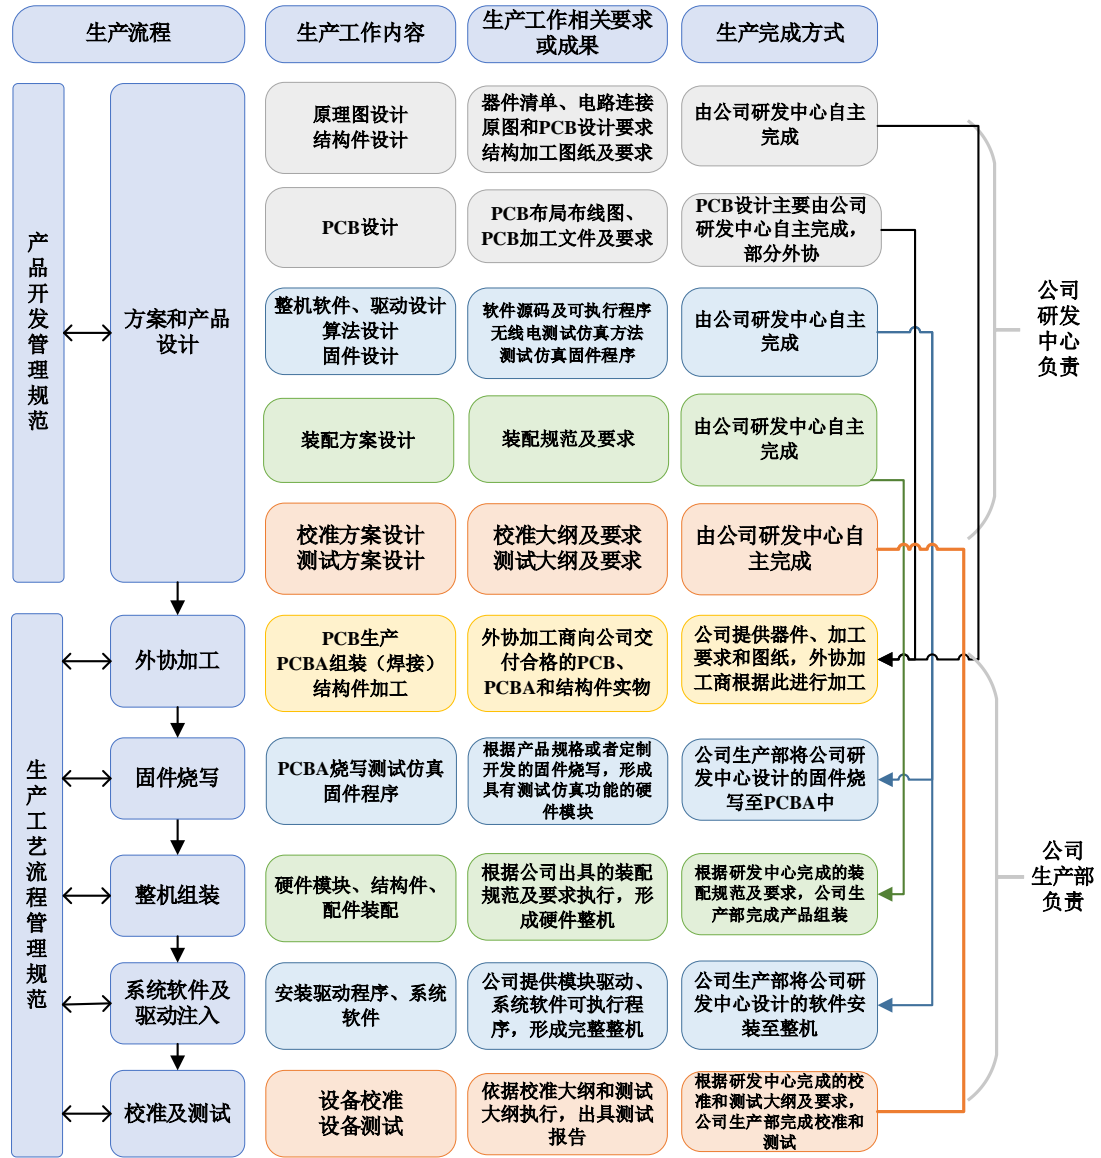 生产流程
生产工作内容
生产工作相关要求
或成果
生产完成方式
产品开发管理规范
方案和产品
设计
原理图设计
结构件设计
器件清单、电路连接
原图和PCB设计要求
结构加工图纸及要求
由公司研发中心自主
完成
PCB设计
PCB布局布线图、
PCB加工文件及要求
PCB设计主要由公司
研发中心自主完成，
部分外协
整机软件、驱动设计
算法设计
固件设计
软件源码及可执行程序
无线电测试仿真方法
测试仿真固件程序
由公司研发中心自主
完成
装配方案设计
装配规范及要求
由公司研发中心自主
完成
校准方案设计
测试方案设计
校准大纲及要求
测试大纲及要求
由公司研发中心自
主完成
公司
研发
中心
负责
生产工艺流程管理规范
外协加工
PCB生产
PCBA组装（焊接）
结构件加工
外协加工商向公司交
付合格的PCB、
PCBA和结构件实物
公司提供器件、加工
要求和图纸，外协加
工商根据此进行加工
固件烧写
PCBA烧写测试仿真
固件程序
根据产品规格或者定制
开发的固件烧写，形成
具有测试仿真功能的硬
件模块
公司生产部将公司研
发中心设计的固件烧
写至PCBA中
整机组装
硬件模块、结构件、
配件装配
根据公司出具的装配
规范及要求执行，形
成硬件整机
根据研发中心完成的装
配规范及要求，公司生
产部完成产品组装
系统软件及
驱动注入
安装驱动程序、系统
软件
公司提供模块驱动、
系统软件可执行程
序，形成完整整机
公司生产部将公司研
发中心设计的软件安
装至整机
校准及测试
设备校准
设备测试
依据校准大纲和测试
大纲执行，出具测试
报告
根据研发中心完成的校
准和测试大纲及要求，
公司生产部完成校准和
测试
公司
生产部
负责